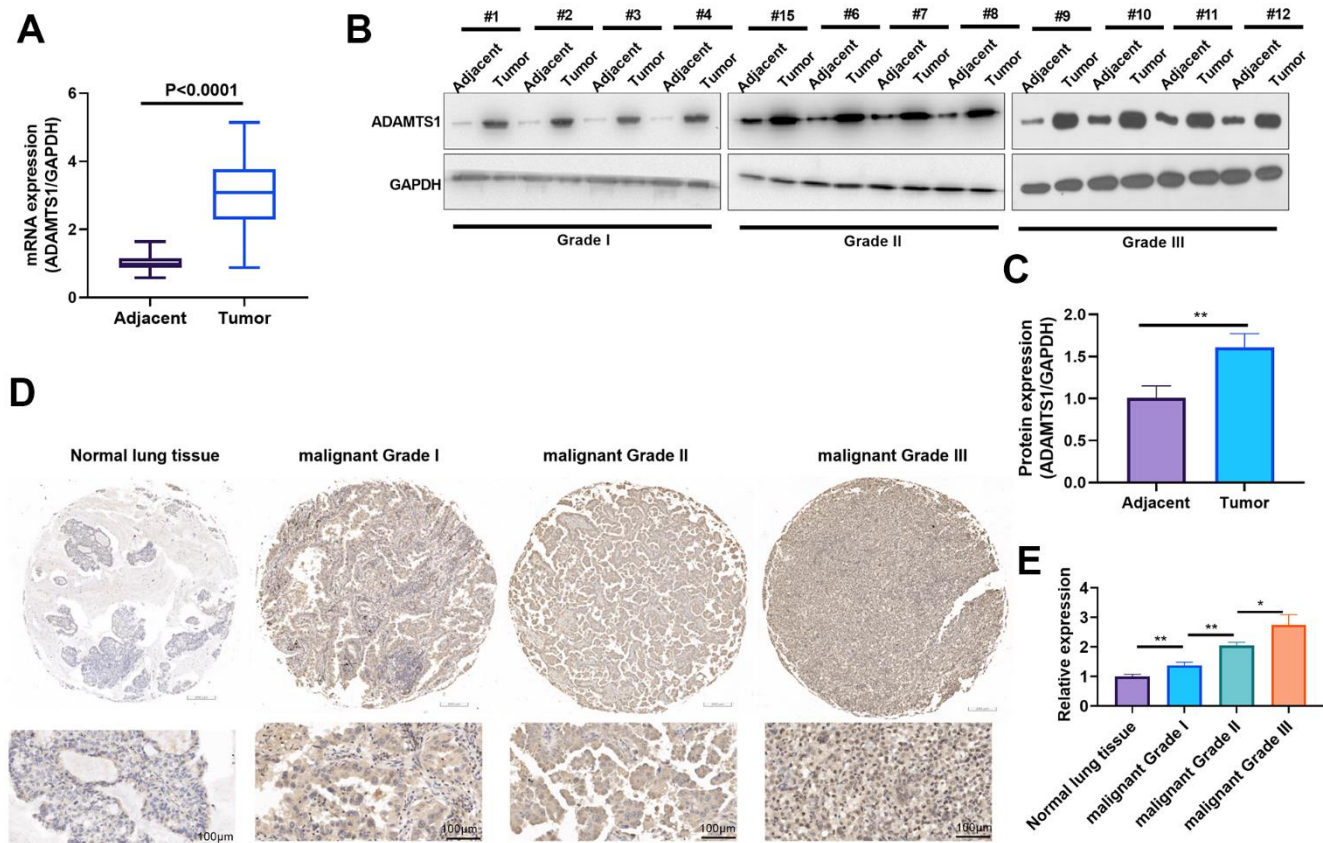 A
P<0.0001
mRNA expression
(ADAMTS1/GAPDH)
6
4
2
0
Adjacent
Tumor
B
#1 #2 #3 #4 #15 #6 #7 #8 #9 #10 #11 #12
Adjacent Tumor Adjacent Tumor Adjacent Tumor Adjacent Tumor Adjacent Tumor Adjacent Tumor Adjacent Tumor Adjacent Tumor Adjacent Tumor Adjacent Tumor Adjacent Tumor Adjacent Tumor
ADAMTS1
GAPDH
Grade I Grade II Grade III
C
Protein expression
(ADAMTS1/GAPDH)
2.0
1.5
1.0
0.5
0.0
**
Adjacent
Tumor
D
Normal lung tissue
malignant Grade I
malignant Grade II
malignant Grade III
100μm
100μm
100μm
100μm
E
Relative expression
4
3
2
1
0
**
**
*
Normal lung tissue
malignant Grade I
malignant Grade II
malignant Grade III